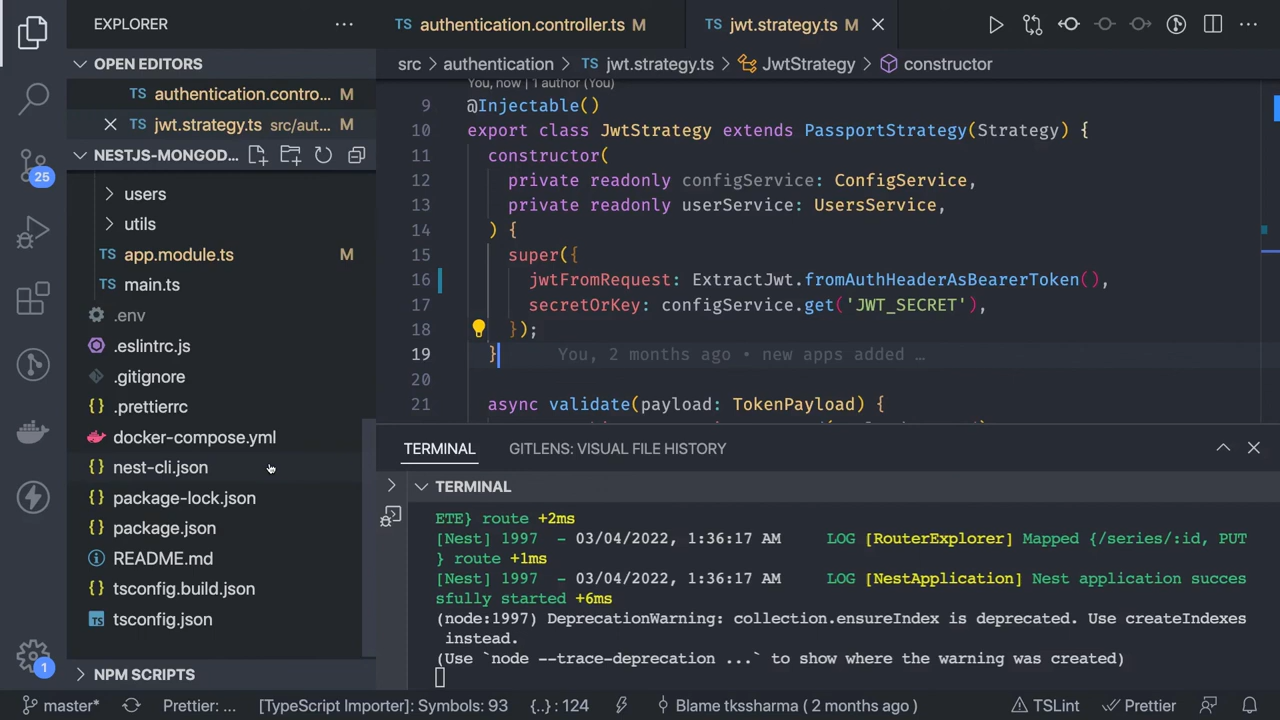 EXPLORER
OPEN EDITORS
TS authentication.contro... M
TS jwt.strategy.ts src/aut... M
NESTJS-MONGOD...
users
utils
TS app.module.ts M
TS main.ts
.env
.eslintrc.js
.gitignore
{} .prettierrc
docker-compose.yml
{} nest-cli.json
{} package-lock.json
{} package.json
README.md
{} tsconfig.build.json
TS tsconfig.json
NPM SCRIPTS
25
1
TS authentication.controller.ts M
TS jwt.strategy.ts M
src > authentication > TS jwt.strategy.ts > JwtStrategy > constructor
You, now | 1 author (You)
9 @Injectable()
10 export class JwtStrategy extends PassportStrategy(Strategy) {
11 constructor(
12 private readonly configService: ConfigService,
13 private readonly userService: UsersService,
14 ) {
15 super({
16 jwtFromRequest: ExtractJwt.fromAuthHeaderAsBearerToken(),
17 secretOrKey: configService.get('JWT_SECRET'),
18 });
19 } You, 2 months ago • new apps added …
20
21 async validate(payload: TokenPayload) {
TERMINAL GITLENS: VISUAL FILE HISTORY
TERMINAL
ETE} route +2ms
[Nest] 1997 - 03/04/2022, 1:36:17 AM LOG [RouterExplorer] Mapped {/series/:id, PUT
} route +1ms
[Nest] 1997 - 03/04/2022, 1:36:17 AM LOG [NestApplication] Nest application succes
sfully started +6ms
(node:1997) DeprecationWarning: collection.ensureIndex is deprecated. Use createIndexes
instead.
(Use `node --trace-deprecation ...` to show where the warning was created)
master* Prettier: ... [TypeScript Importer]: Symbols: 93 {..} : 124 Blame tkssharma ( 2 months ago ) TSLint Prettier